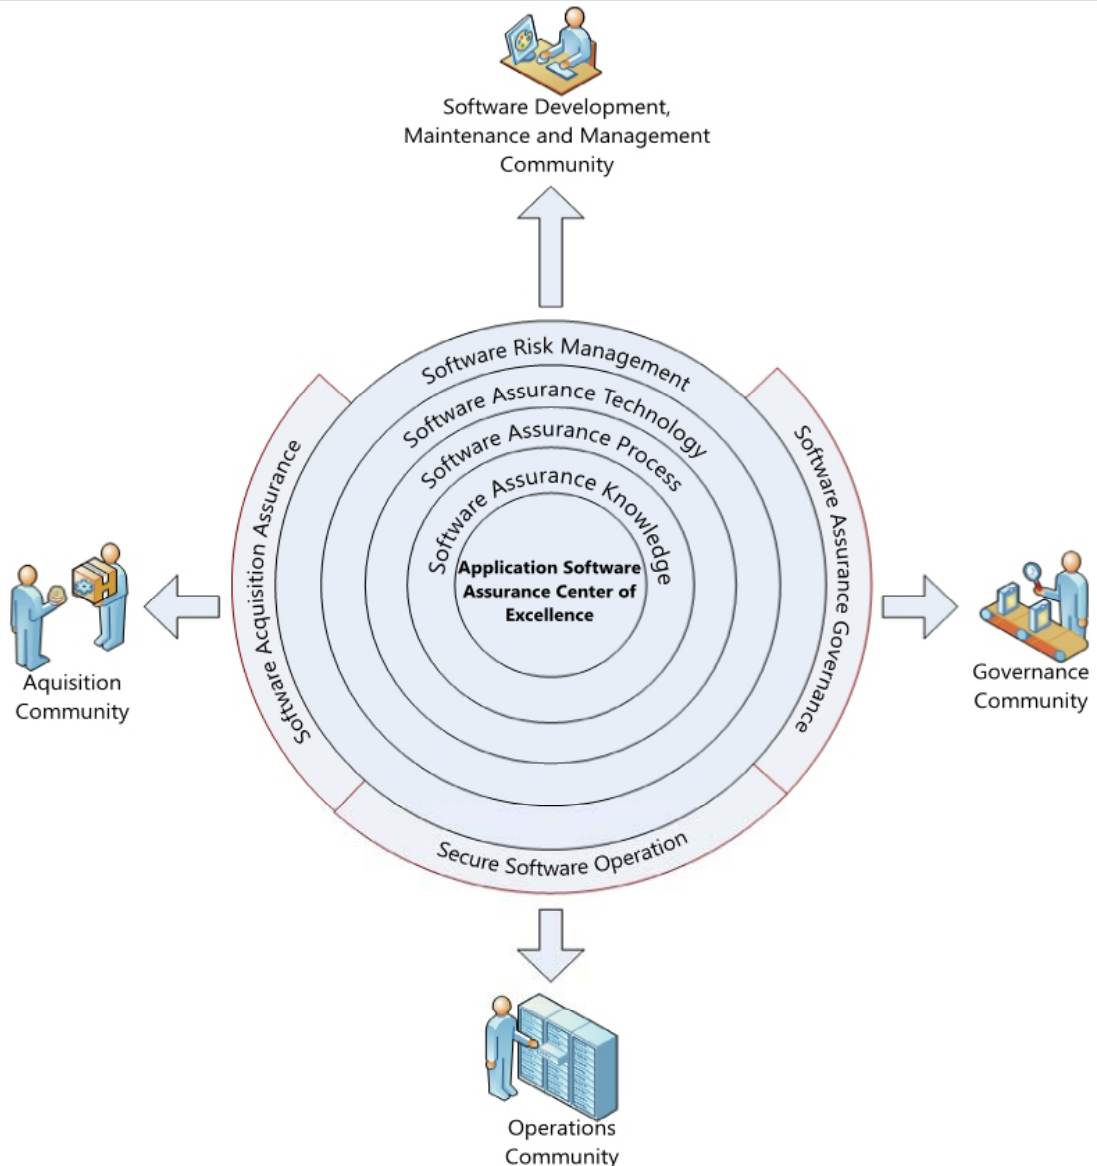 Software Development,
Maintenance and Management
Community
Software Risk Management
Software Assurance Technology
Software Assurance Process
Software Assurance Knowledge
Application Software
Assurance Center of
Excellence
Software Acquisition Assurance
Software Assurance Governance
Secure Software Operation
Aquisition
Community
Governance
Community
Operations
Community